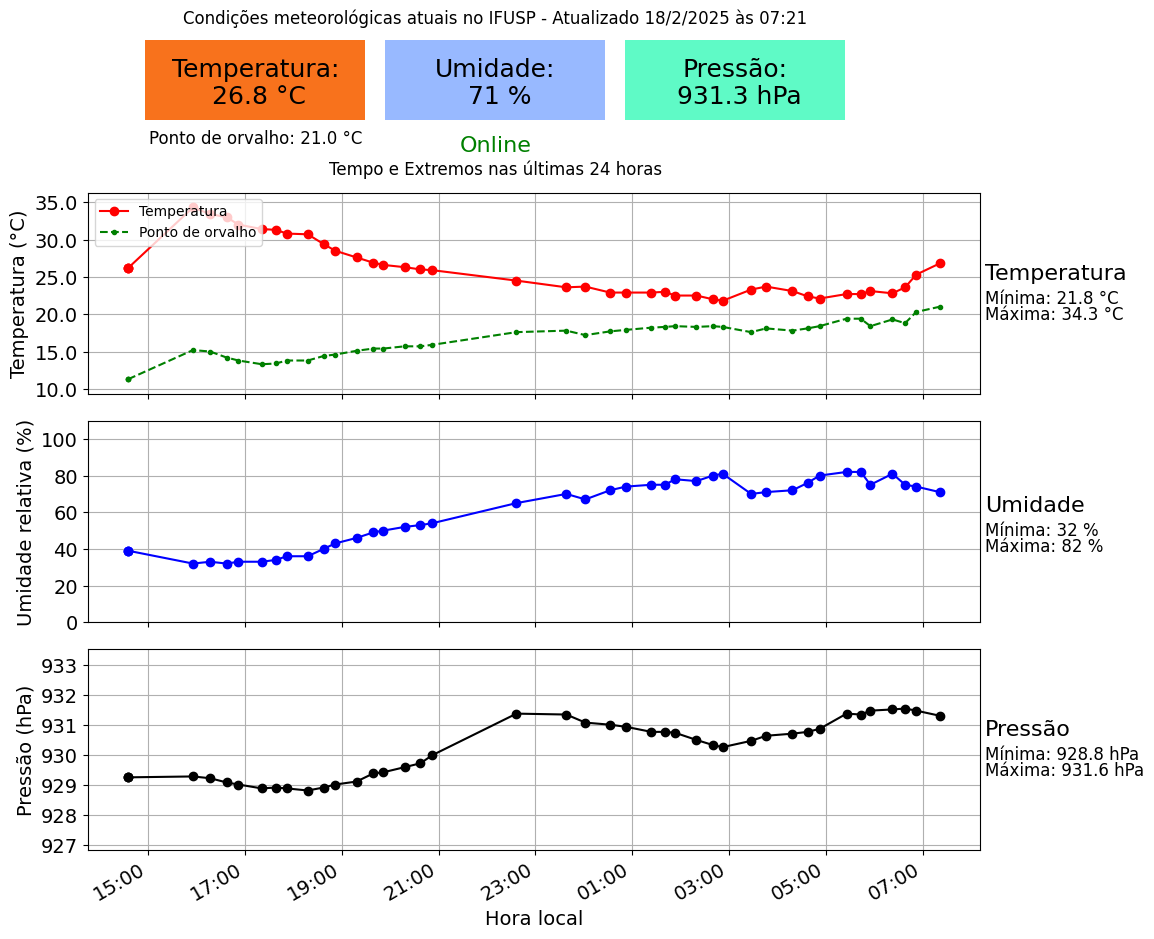 Condições meteorológicas atuais no IFUSP - Atualizado 18/2/2025 às 07:21
Temperatura:
26.8 °C
Umidade:
71 %
Pressão:
931.3 hPa
Ponto de orvalho: 21.0 °C
Online
Tempo e Extremos nas últimas 24 horas
Temperatura (°C)
35.0
30.0
25.0
20.0
15.0
10.0
Temperatura
Ponto de orvalho
Temperatura
Mínima: 21.8 °C
Máxima: 34.3 °C
Umidade relativa (%)
100
80
60
40
20
0
Umidade
Mínima: 32 %
Máxima: 82 %
Pressão (hPa)
933
932
931
930
929
928
927
Pressão
Mínima: 928.8 hPa
Máxima: 931.6 hPa
15:00 17:00 19:00 21:00 23:00 01:00 03:00 05:00 07:00
Hora local